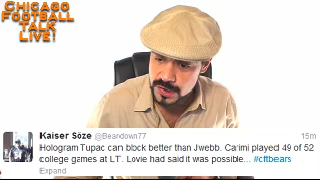 CHICAGO
FOOTBALL
TALK
LIVE!
Kaiser Söze @Beardown77 15m
Hologram Tupac can block better than Jwebb. Carimi played 49 of 52
college games at LT. Lovie had said it was possible... #cftbears
Expand